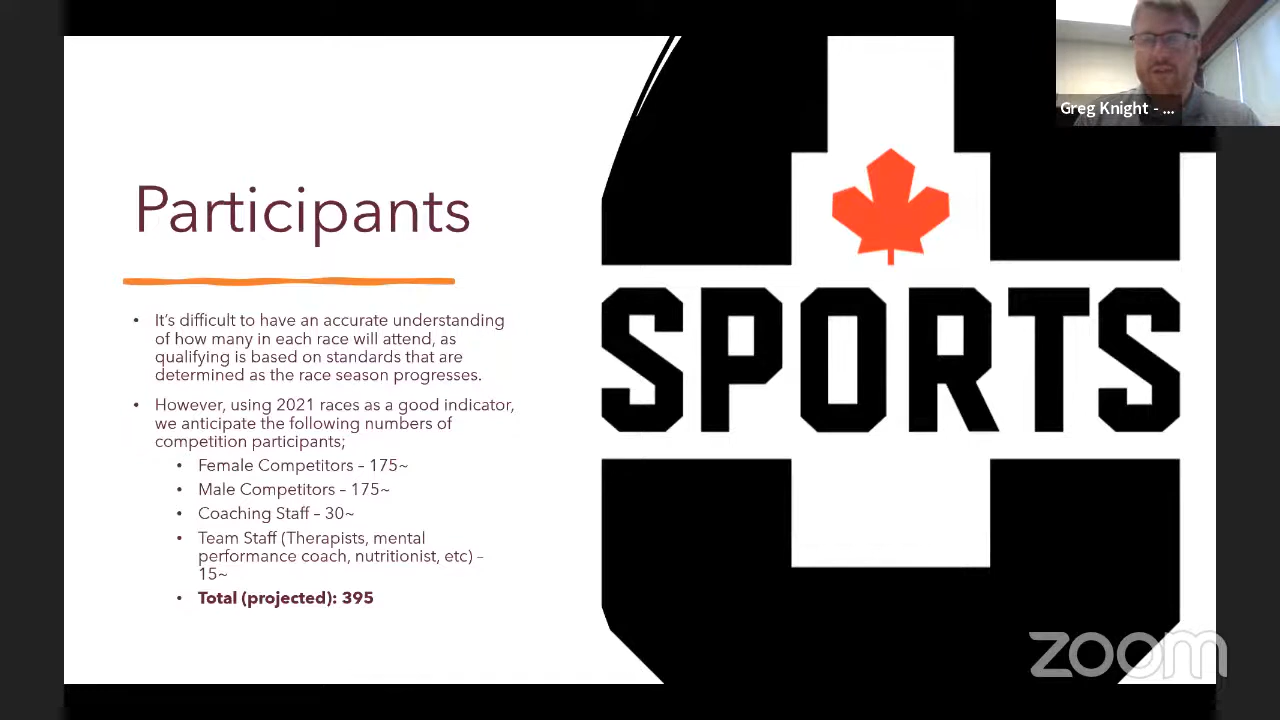 Greg Knight - ...
Participants
• It's difficult to have an accurate understanding
of how many in each race will attend, as
qualifying is based on standards that are
determined as the race season progresses.
• However, using 2021 races as a good indicator,
we anticipate the following numbers of
competition participants;
• Female Competitors – 175~
• Male Competitors – 175~
• Coaching Staff – 30~
• Team Staff (Therapists, mental
performance coach, nutritionist, etc) –
15~
• Total (projected): 395
SPORTS
zoom